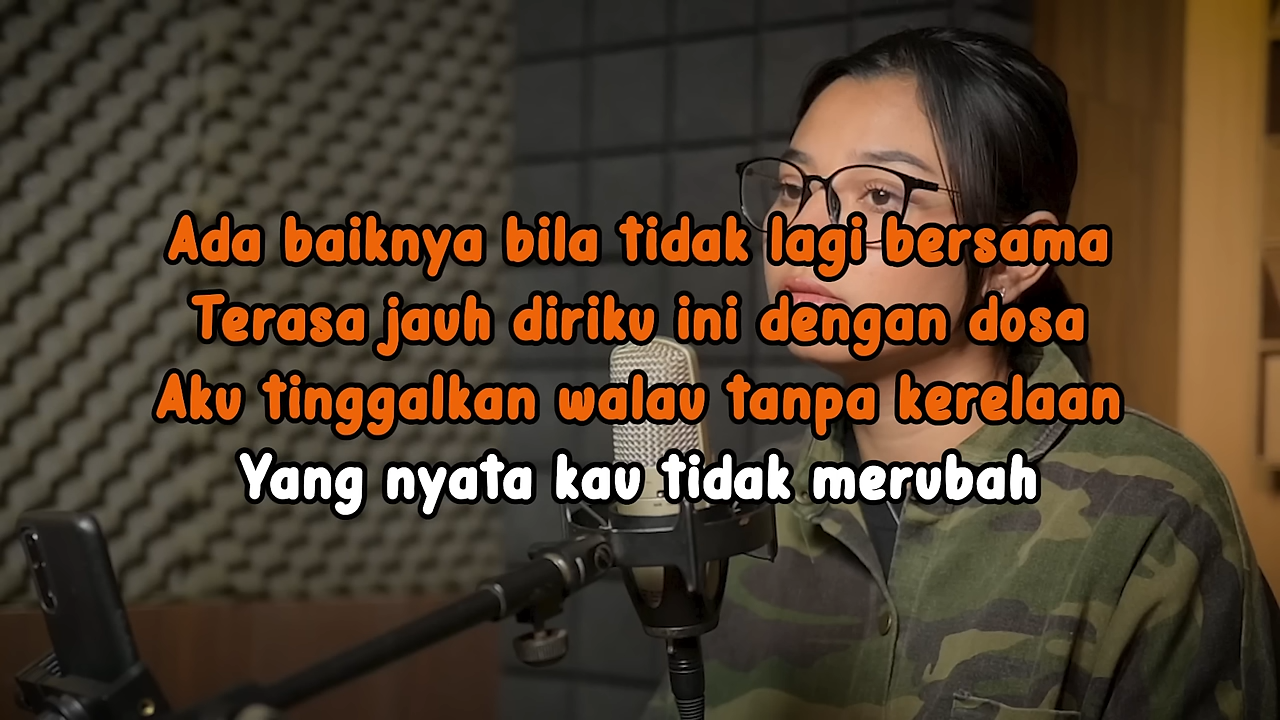 Ada baiknya bila tidak lagi bersama
Terasa jauh diriku ini dengan dosa
Aku tinggalkan walau tanpa kerelaan
Yang nyata kau tidak merubah